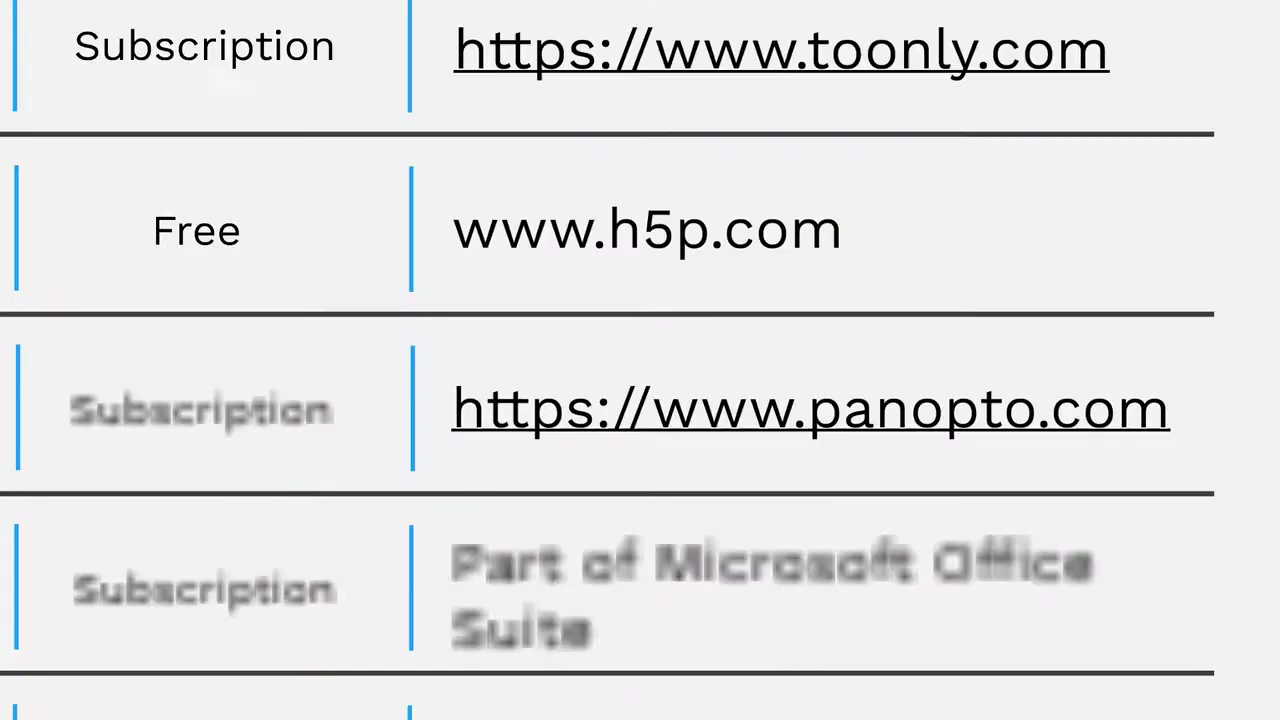 Subscription
https://www.toonly.com
Free
www.h5p.com
Subscription
https://www.panopto.com
Subscription
Part of Microsoft Office
Suite